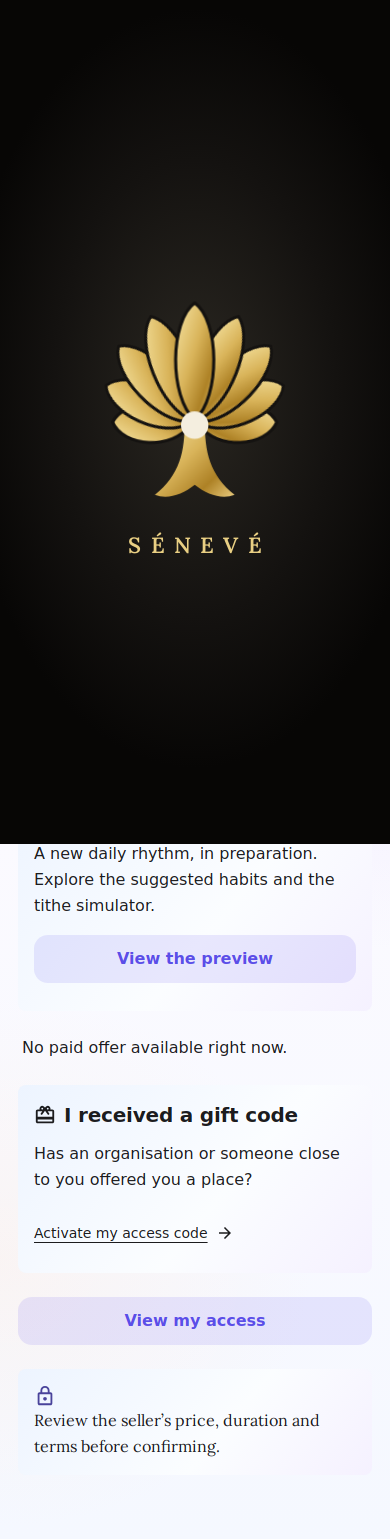 SÉNEVÉ
A new daily rhythm, in preparation.
Explore the suggested habits and the
tithe simulator.
View the preview
No paid offer available right now.
I received a gift code
Has an organisation or someone close
to you offered you a place?
Activate my access code
View my access
Review the seller’s price, duration and
terms before confirming.